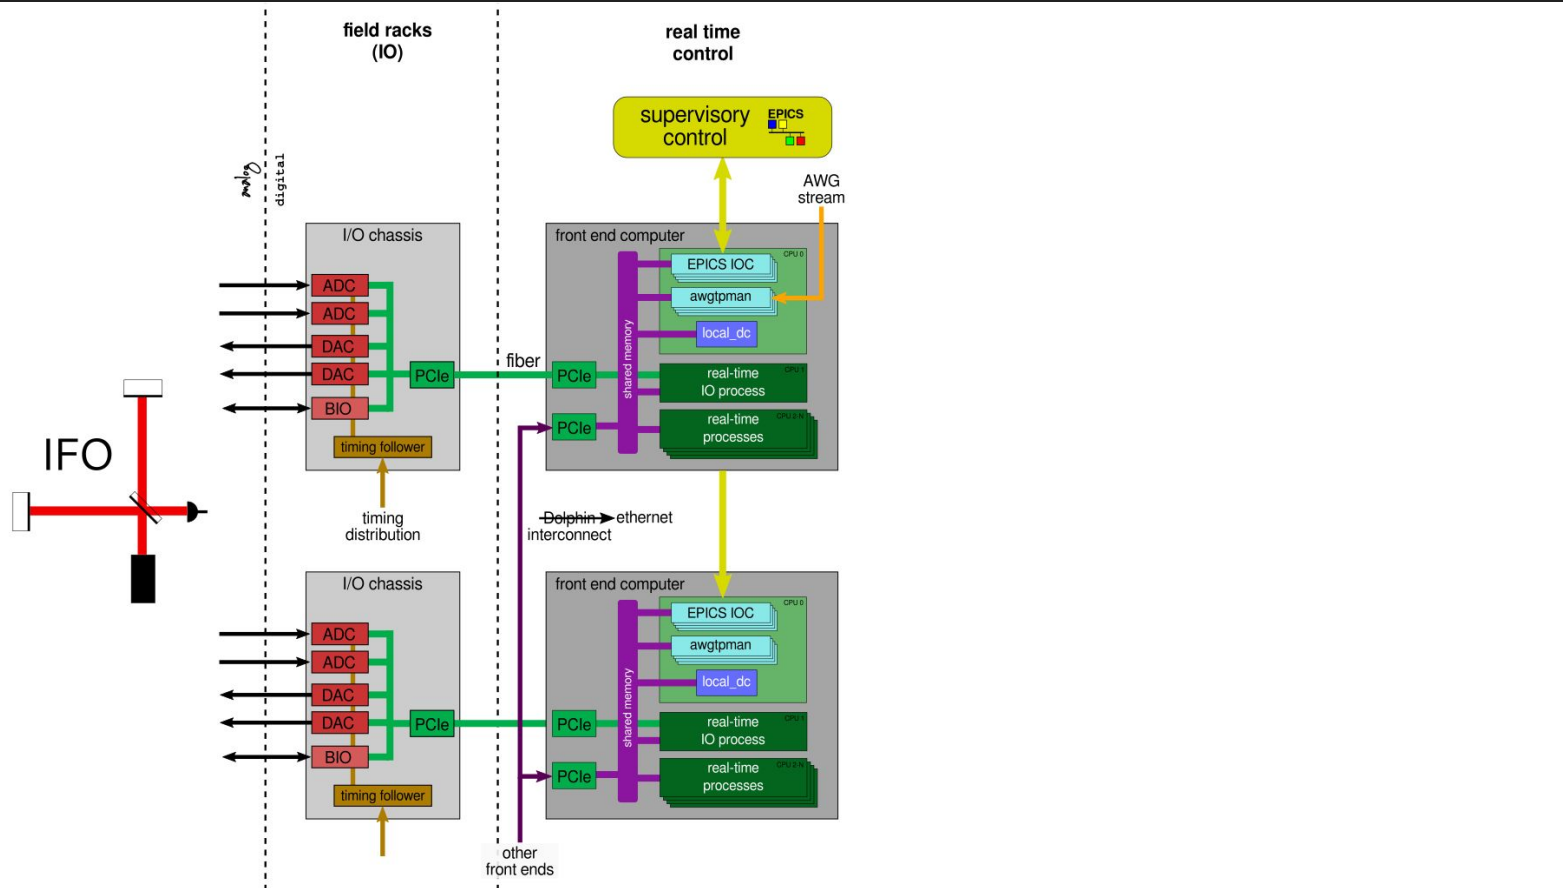 field racks
(IO)
real time
control
supervisory
control
EPICS
analog
digital
AWG
stream
I/O chassis
ADC
ADC
DAC
DAC
BIO
PCIe
timing follower
timing
distribution
fiber
front end computer
CPU 0
EPICS IOC
awgtpman
local_dc
shared memory
PCIe
CPU 1
real-time
IO process
PCIe
CPU 2-N
real-time
processes
IFO
Dolphin ethernet
interconnect
I/O chassis
ADC
ADC
DAC
DAC
BIO
PCIe
timing follower
front end computer
CPU 0
EPICS IOC
awgtpman
local_dc
shared memory
PCIe
CPU 1
real-time
IO process
PCIe
CPU 2-N
real-time
processes
other
front ends